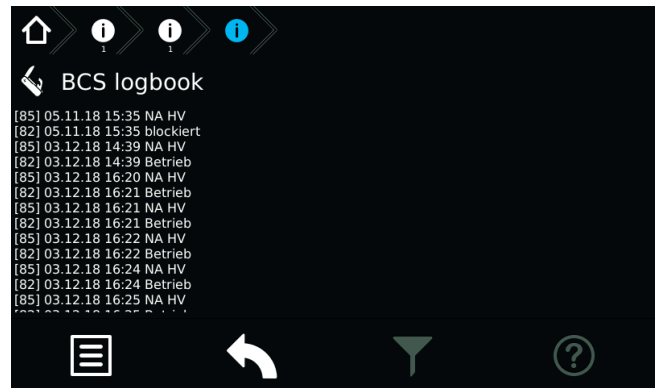 i
1
i
1
i
BCS logbook
[85] 05.11.18 15:35 NA HV
[82] 05.11.18 15:35 blockiert
[85] 03.12.18 14:39 NA HV
[82] 03.12.18 14:39 Betrieb
[85] 03.12.18 16:20 NA HV
[82] 03.12.18 16:21 Betrieb
[85] 03.12.18 16:21 NA HV
[82] 03.12.18 16:21 Betrieb
[85] 03.12.18 16:22 NA HV
[82] 03.12.18 16:22 Betrieb
[85] 03.12.18 16:24 NA HV
[82] 03.12.18 16:24 Betrieb
[85] 03.12.18 16:25 NA HV
?